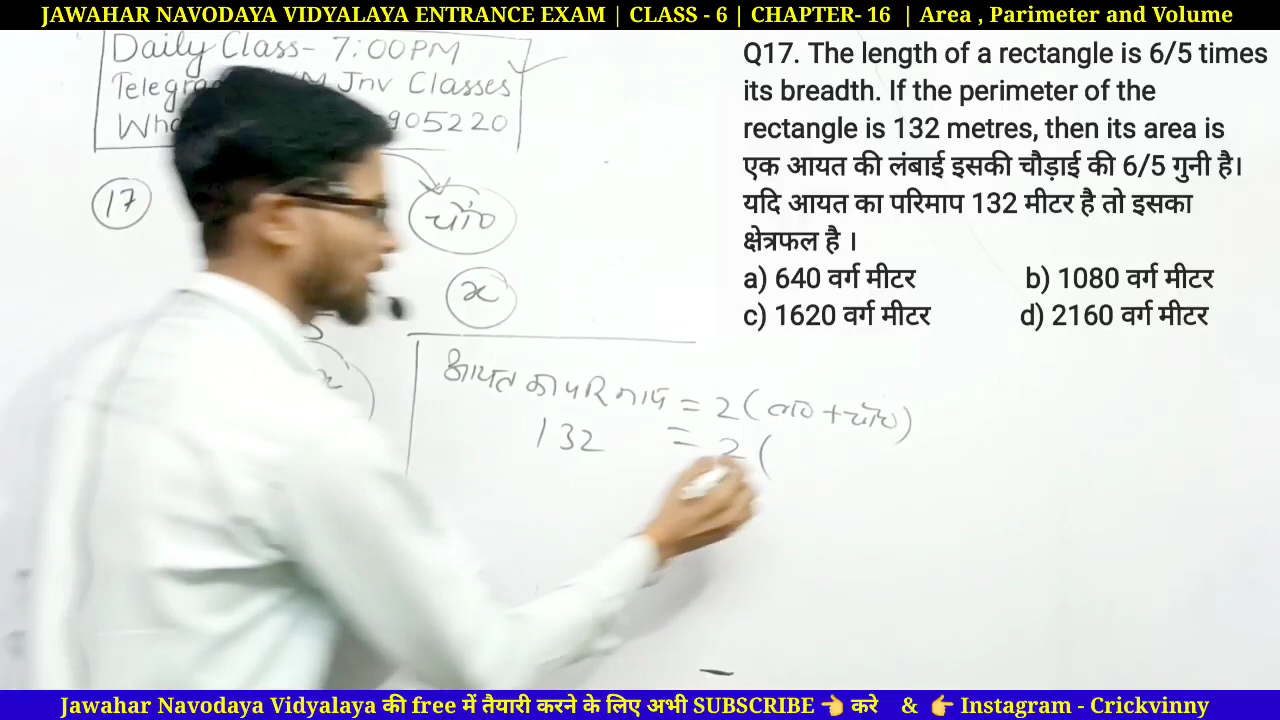 JAWAHAR NAVODAYA VIDYALAYA ENTRANCE EXAM | CLASS - 6 | CHAPTER- 16 | Area , Parimeter and Volume
Daily Class- 7:00PM
Jnv Classes
905220
17
चौ०
x
Q17. The length of a rectangle is 6/5 times
its breadth. If the perimeter of the
rectangle is 132 metres, then its area is
एक आयत की लंबाई इसकी चौड़ाई की 6/5 गुनी है।
यदि आयत का परिमाप 132 मीटर है तो इसका
क्षेत्रफल है ।
a) 640 वर्ग मीटर b) 1080 वर्ग मीटर
c) 1620 वर्ग मीटर d) 2160 वर्ग मीटर
आयत का परिमाप = 2(ल० + चौ०)
132 = 2(
Jawahar Navodaya Vidyalaya की free में तैयारी करने के लिए अभी SUBSCRIBE 👈 करे & 👉 Instagram - Crickvinny